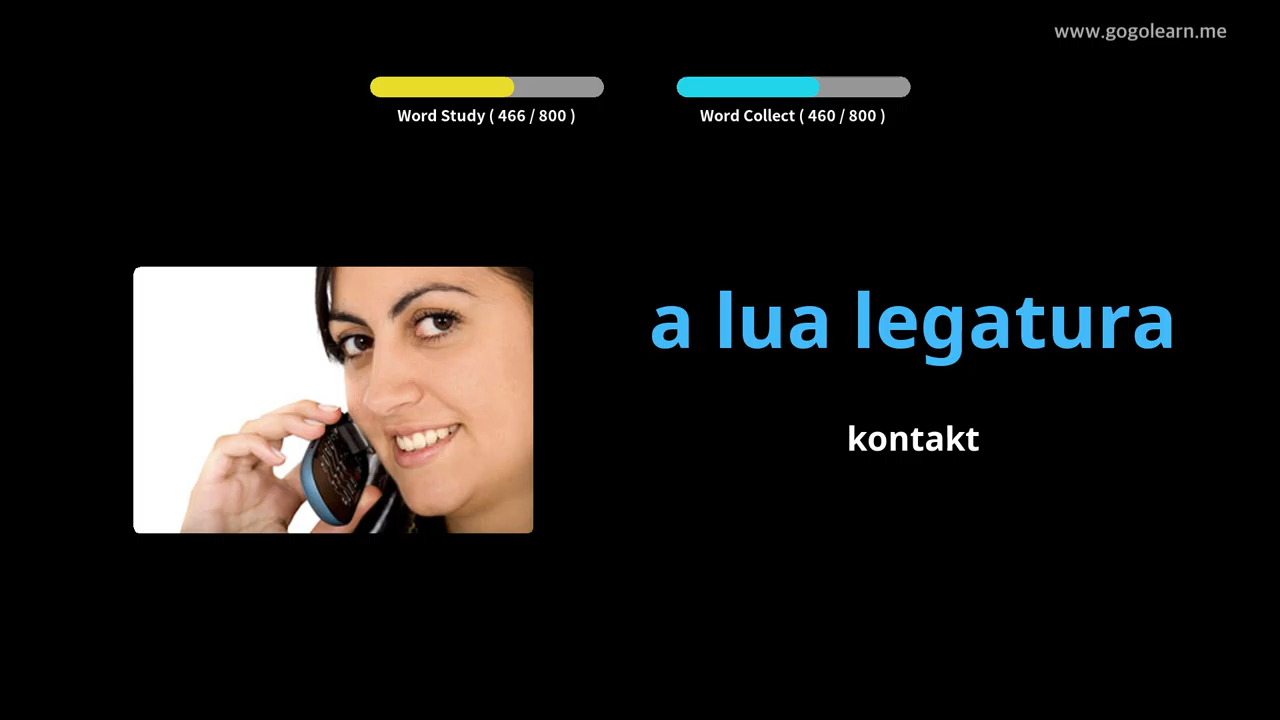 www.gogolearn.me
Word Study ( 466 / 800 )
Word Collect ( 460 / 800 )
a lua legatura
kontakt